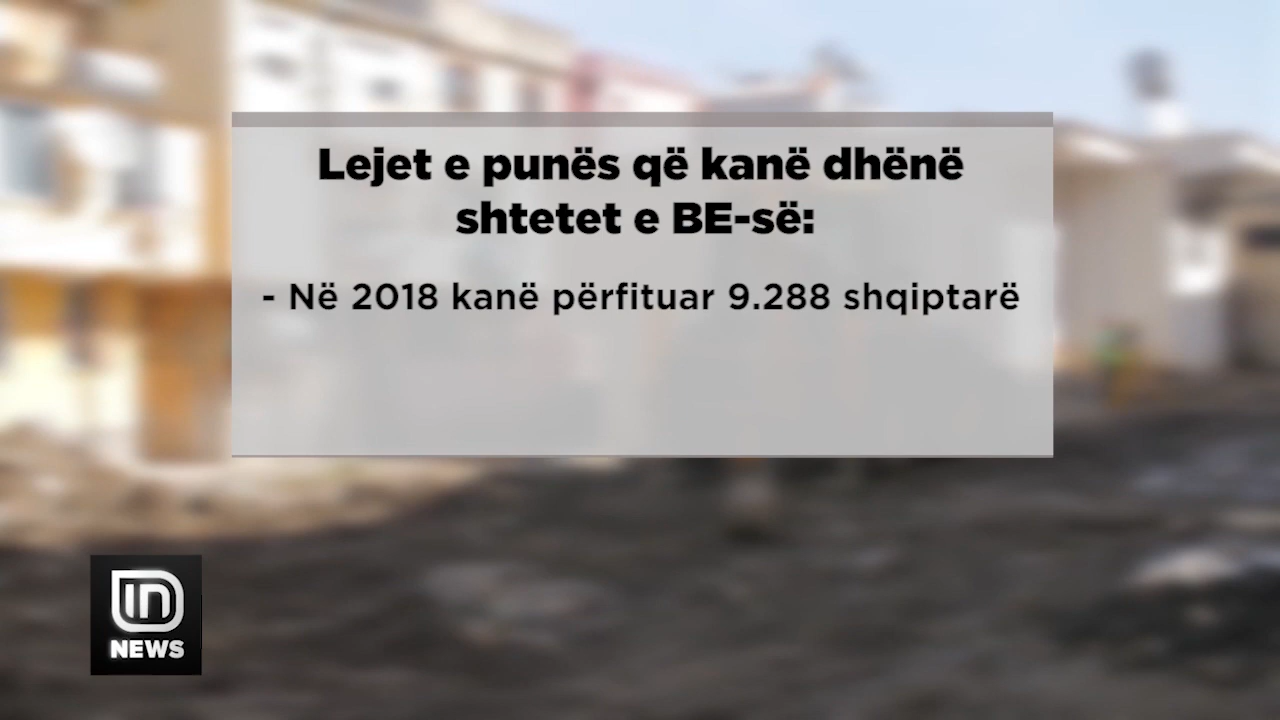 Lejet e punës që kanë dhënë
shtetet e BE-së:
- Në 2018 kanë përfituar 9.288 shqiptarë
IN
NEWS